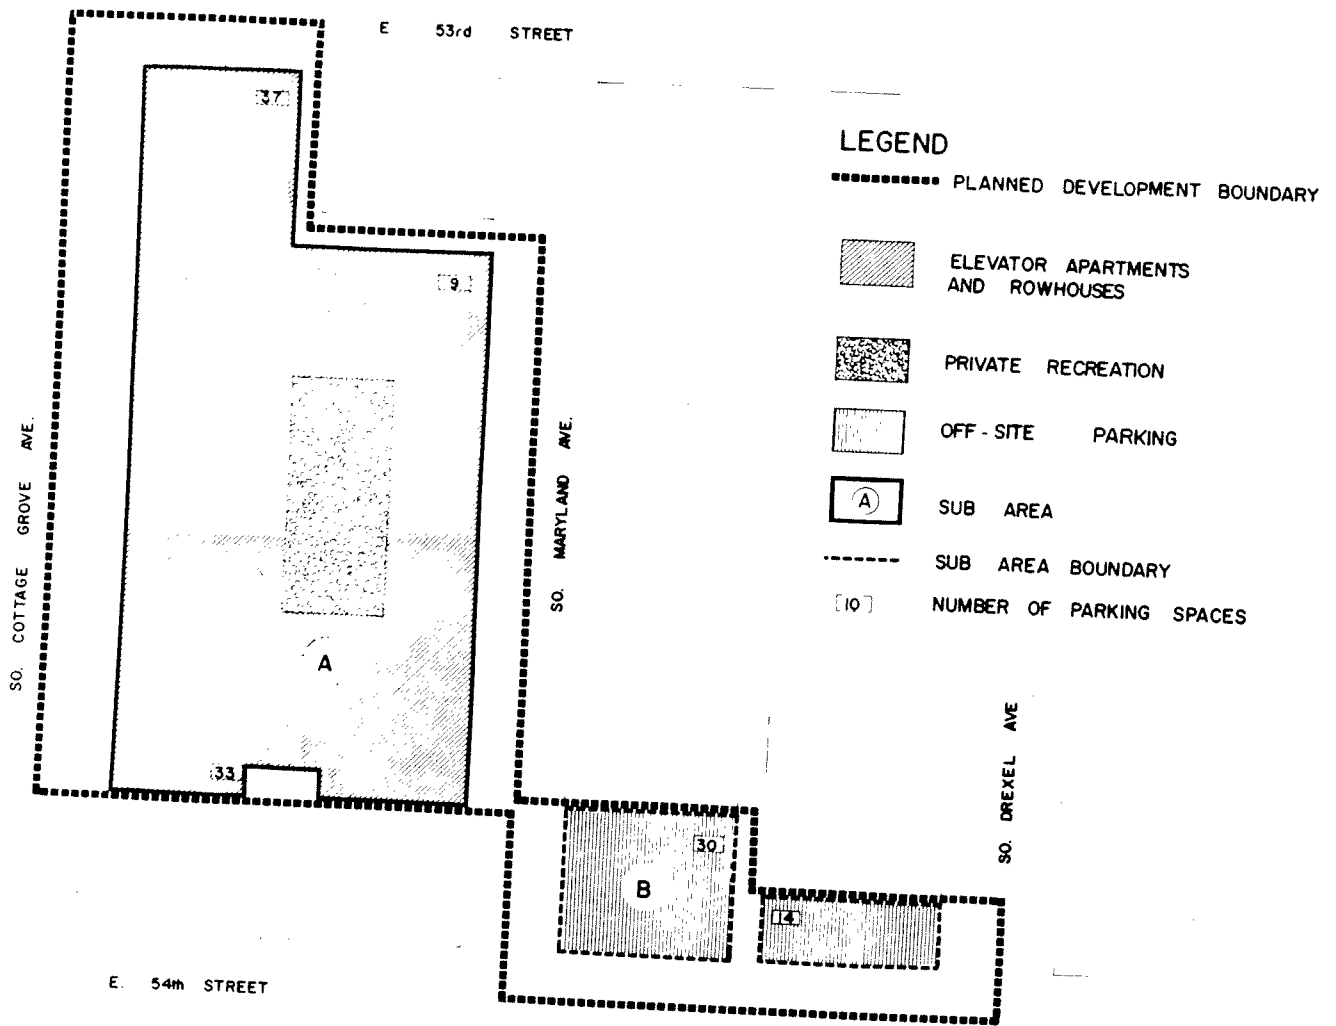 E 53rd STREET
37
LEGEND
PLANNED DEVELOPMENT BOUNDARY
9
ELEVATOR APARTMENTS
AND ROWHOUSES
PRIVATE RECREATION
OFF-SITE PARKING
A
SUB AREA
SUB AREA BOUNDARY
10
NUMBER OF PARKING SPACES
SO. COTTAGE GROVE AVE.
SO. MARYLAND AVE.
A
33
SO. DREXEL AVE
30
B
14
E. 54th STREET